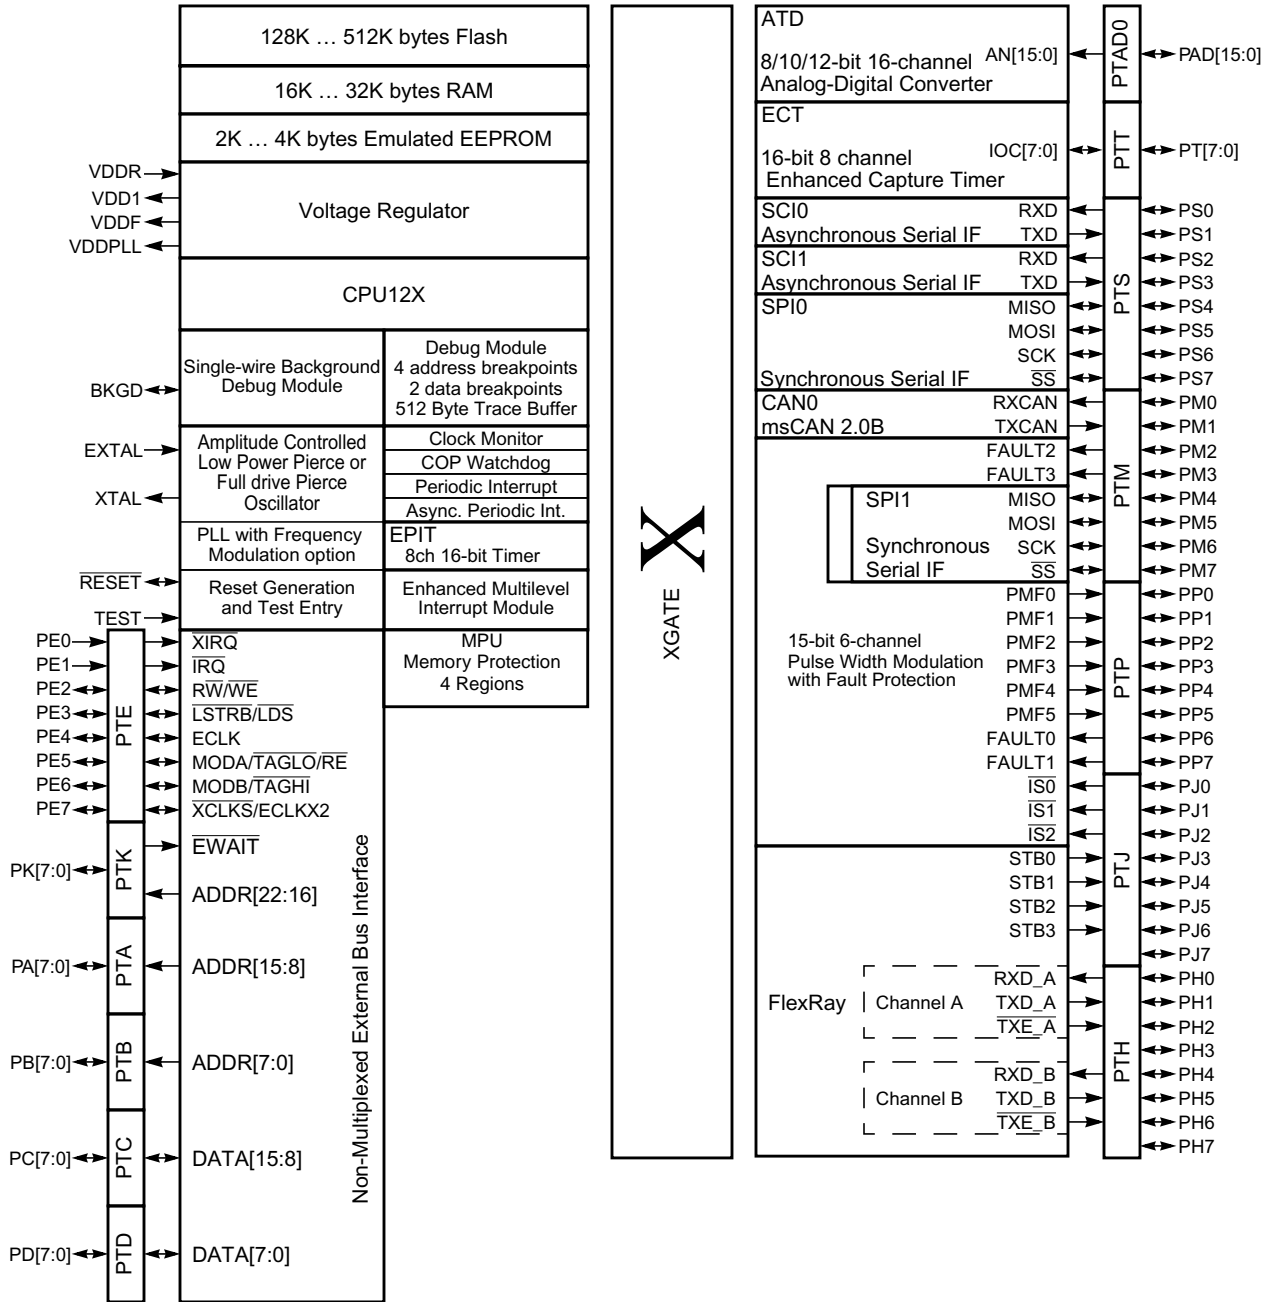 128K … 512K bytes Flash
16K … 32K bytes RAM
2K … 4K bytes Emulated EEPROM
VDDR
VDD1
VDDF
VDDPLL
Voltage Regulator
CPU12X
BKGD
Single-wire Background
Debug Module
Debug Module
4 address breakpoints
2 data breakpoints
512 Byte Trace Buffer
EXTAL
XTAL
Amplitude Controlled
Low Power Pierce or
Full drive Pierce
Oscillator
Clock Monitor
COP Watchdog
Periodic Interrupt
Async. Periodic Int.
PLL with Frequency
Modulation option
EPIT
8ch 16-bit Timer
RESET
TEST
Reset Generation
and Test Entry
Enhanced Multilevel
Interrupt Module
MPU
Memory Protection
4 Regions
PE0
PE1
PE2
PE3
PE4
PE5
PE6
PE7
PTE
XIRQ
IRQ
RW/WE
LSTRB/LDS
ECLK
MODA/TAGLO/RE
MODB/TAGHI
XCLKS/ECLKX2
PK[7:0]
PTK
EWAIT
ADDR[22:16]
PA[7:0]
PTA
ADDR[15:8]
PB[7:0]
PTB
ADDR[7:0]
PC[7:0]
PTC
DATA[15:8]
PD[7:0]
PTD
DATA[7:0]
Non-Multiplexed External Bus Interface
X
XGATE
ATD
8/10/12-bit 16-channel
Analog-Digital Converter
AN[15:0]
PTAD0
PAD[15:0]
ECT
16-bit 8 channel
Enhanced Capture Timer
IOC[7:0]
PTT
PT[7:0]
SCI0
Asynchronous Serial IF
RXD
TXD
SCI1
Asynchronous Serial IF
RXD
TXD
SPI0
Synchronous Serial IF
MISO
MOSI
SCK
SS
PTS
PS0
PS1
PS2
PS3
PS4
PS5
PS6
PS7
CAN0
msCAN 2.0B
RXCAN
TXCAN
FAULT2
FAULT3
SPI1
Synchronous
Serial IF
MISO
MOSI
SCK
SS
PTM
PM0
PM1
PM2
PM3
PM4
PM5
PM6
PM7
15-bit 6-channel
Pulse Width Modulation
with Fault Protection
PMF0
PMF1
PMF2
PMF3
PMF4
PMF5
FAULT0
FAULT1
PTP
PP0
PP1
PP2
PP3
PP4
PP5
PP6
PP7
IS0
IS1
IS2
STB0
STB1
STB2
STB3
PTJ
PJ0
PJ1
PJ2
PJ3
PJ4
PJ5
PJ6
PJ7
FlexRay
Channel A
RXD_A
TXD_A
TXE_A
Channel B
RXD_B
TXD_B
TXE_B
PTH
PH0
PH1
PH2
PH3
PH4
PH5
PH6
PH7